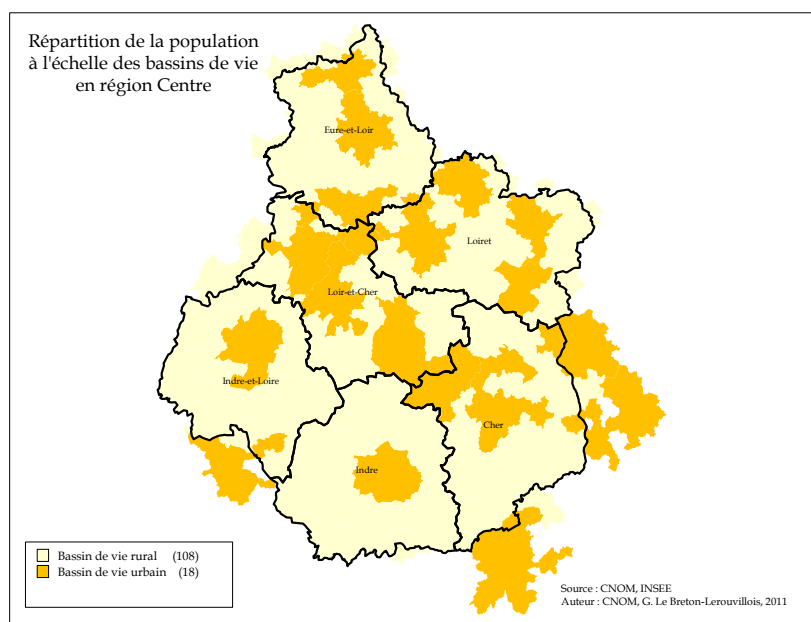 Répartition de la population
à l'échelle des bassins de vie
en région Centre
Eure-et-Loir
Loiret
Loir-et-Cher
Indre-et-Loire
Cher
Indre
Bassin de vie rural (108)
Bassin de vie urbain (18)
Source : CNOM, INSEE
Auteur : CNOM, G. Le Breton-Lerouvillois, 2011